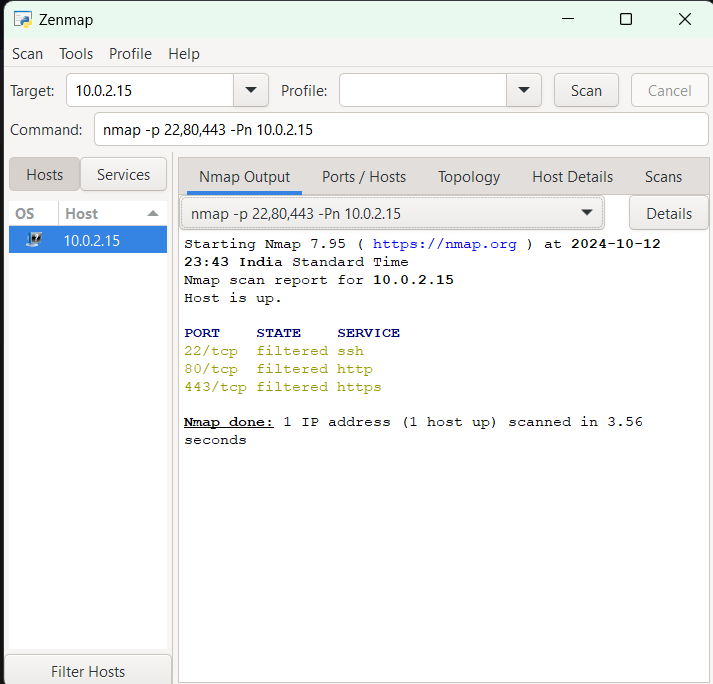 Zenmap
Scan Tools Profile Help
Target: 10.0.2.15 Profile: Scan Cancel
Command: nmap -p 22,80,443 -Pn 10.0.2.15
Hosts Services
OS Host
10.0.2.15
Filter Hosts
Nmap Output Ports / Hosts Topology Host Details Scans
nmap -p 22,80,443 -Pn 10.0.2.15 Details
Starting Nmap 7.95 ( https://nmap.org ) at 2024-10-12
23:43 India Standard Time
Nmap scan report for 10.0.2.15
Host is up.
PORT STATE SERVICE
22/tcp filtered ssh
80/tcp filtered http
443/tcp filtered https
Nmap done: 1 IP address (1 host up) scanned in 3.56
seconds